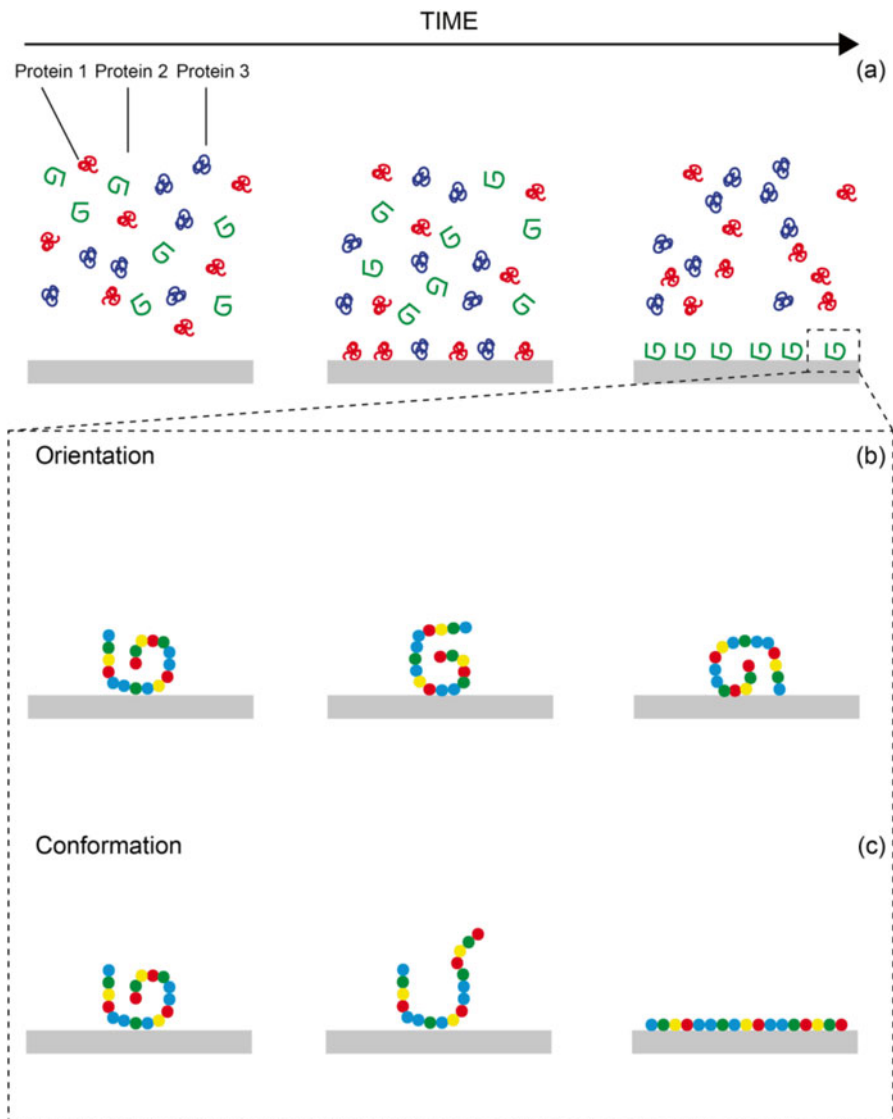 TIME
Protein 1 Protein 2 Protein 3
(a)
Orientation
(b)
Conformation
(c)